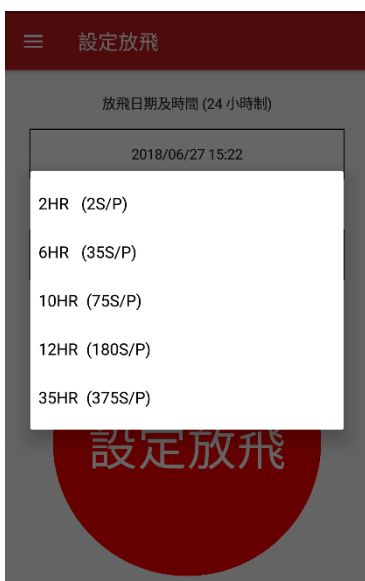 設定放飛
放飛日期及時間 (24 小時制)
2018/06/27 15:22
2HR (2S/P)
6HR (35S/P)
10HR (75S/P)
12HR (180S/P)
35HR (375S/P)
設定放飛